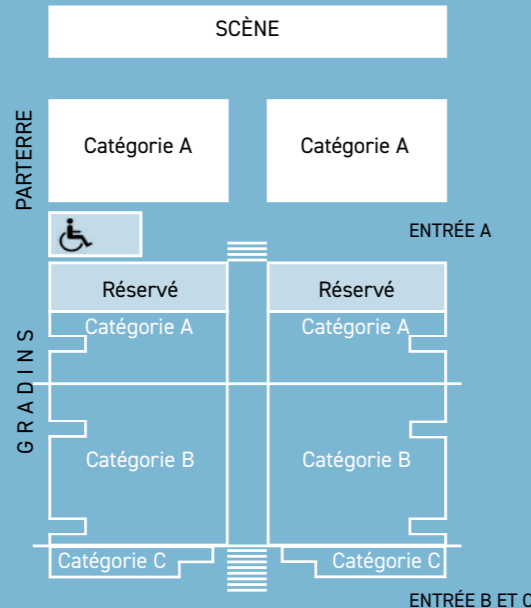 SCÈNE
PARTERRE
Catégorie A
Catégorie A
ENTRÉE A
GRADINS
Réservé
Réservé
Catégorie A
Catégorie A
Catégorie B
Catégorie B
Catégorie C
Catégorie C
ENTRÉE B ET C